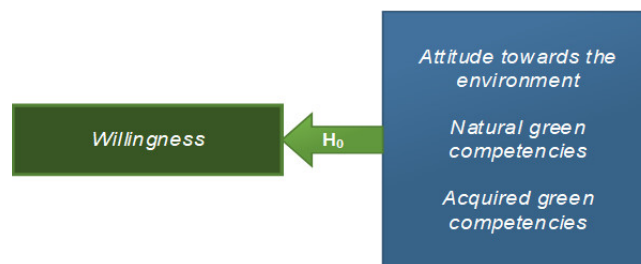 Willingness
H₀
Attitude towards the
environment
Natural green
competencies
Acquired green
competencies